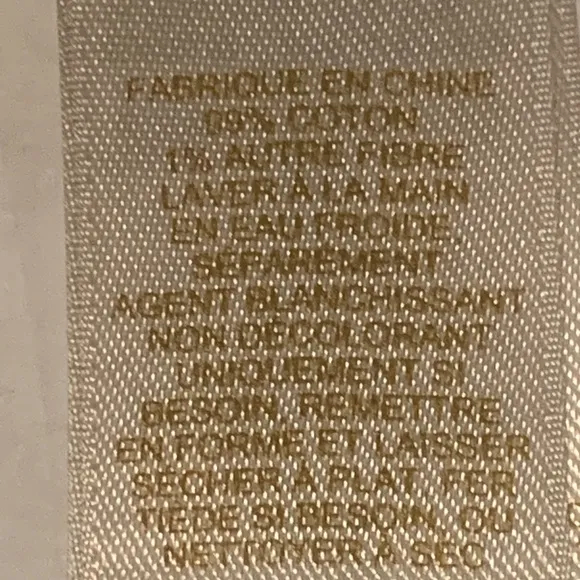 FABRIQUE EN CHINE
99% COTON
1% AUTRE FIBRE
LAVER À LA MAIN
EN EAU FROIDE,
SÉPARÉMENT
AGENT BLANCHISSANT
NON DÉCOLORANT
UNIQUEMENT SI
BESOIN, REMETTRE
EN FORME ET LAISSER
SÉCHER À PLAT, FER
TIÈDE SI BESOIN, OU
NETTOYER À SEC